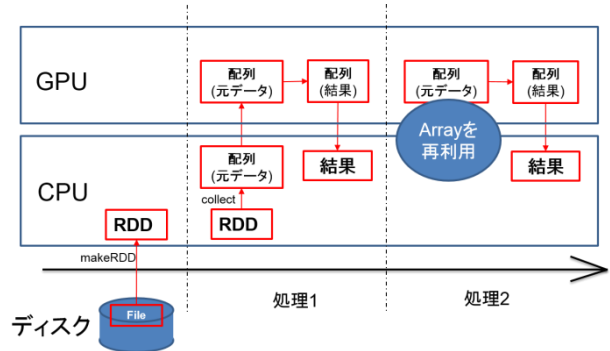 GPU
配列
(元データ)
配列
(結果)
配列
(元データ)
配列
(結果)
Arrayを
再利用
CPU
配列
(元データ)
結果
結果
collect
RDD
RDD
makeRDD
処理1
処理2
ディスク
File